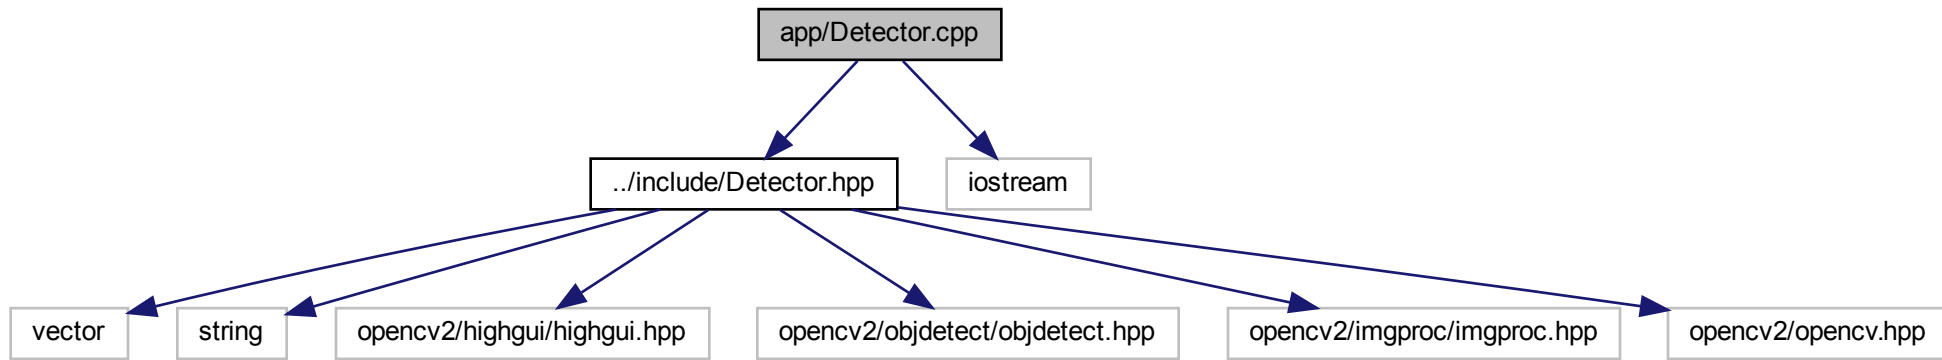 app/Detector.cpp
../include/Detector.hpp
iostream
vector
string
opencv2/highgui/highgui.hpp
opencv2/objdetect/objdetect.hpp
opencv2/imgproc/imgproc.hpp
opencv2/opencv.hpp